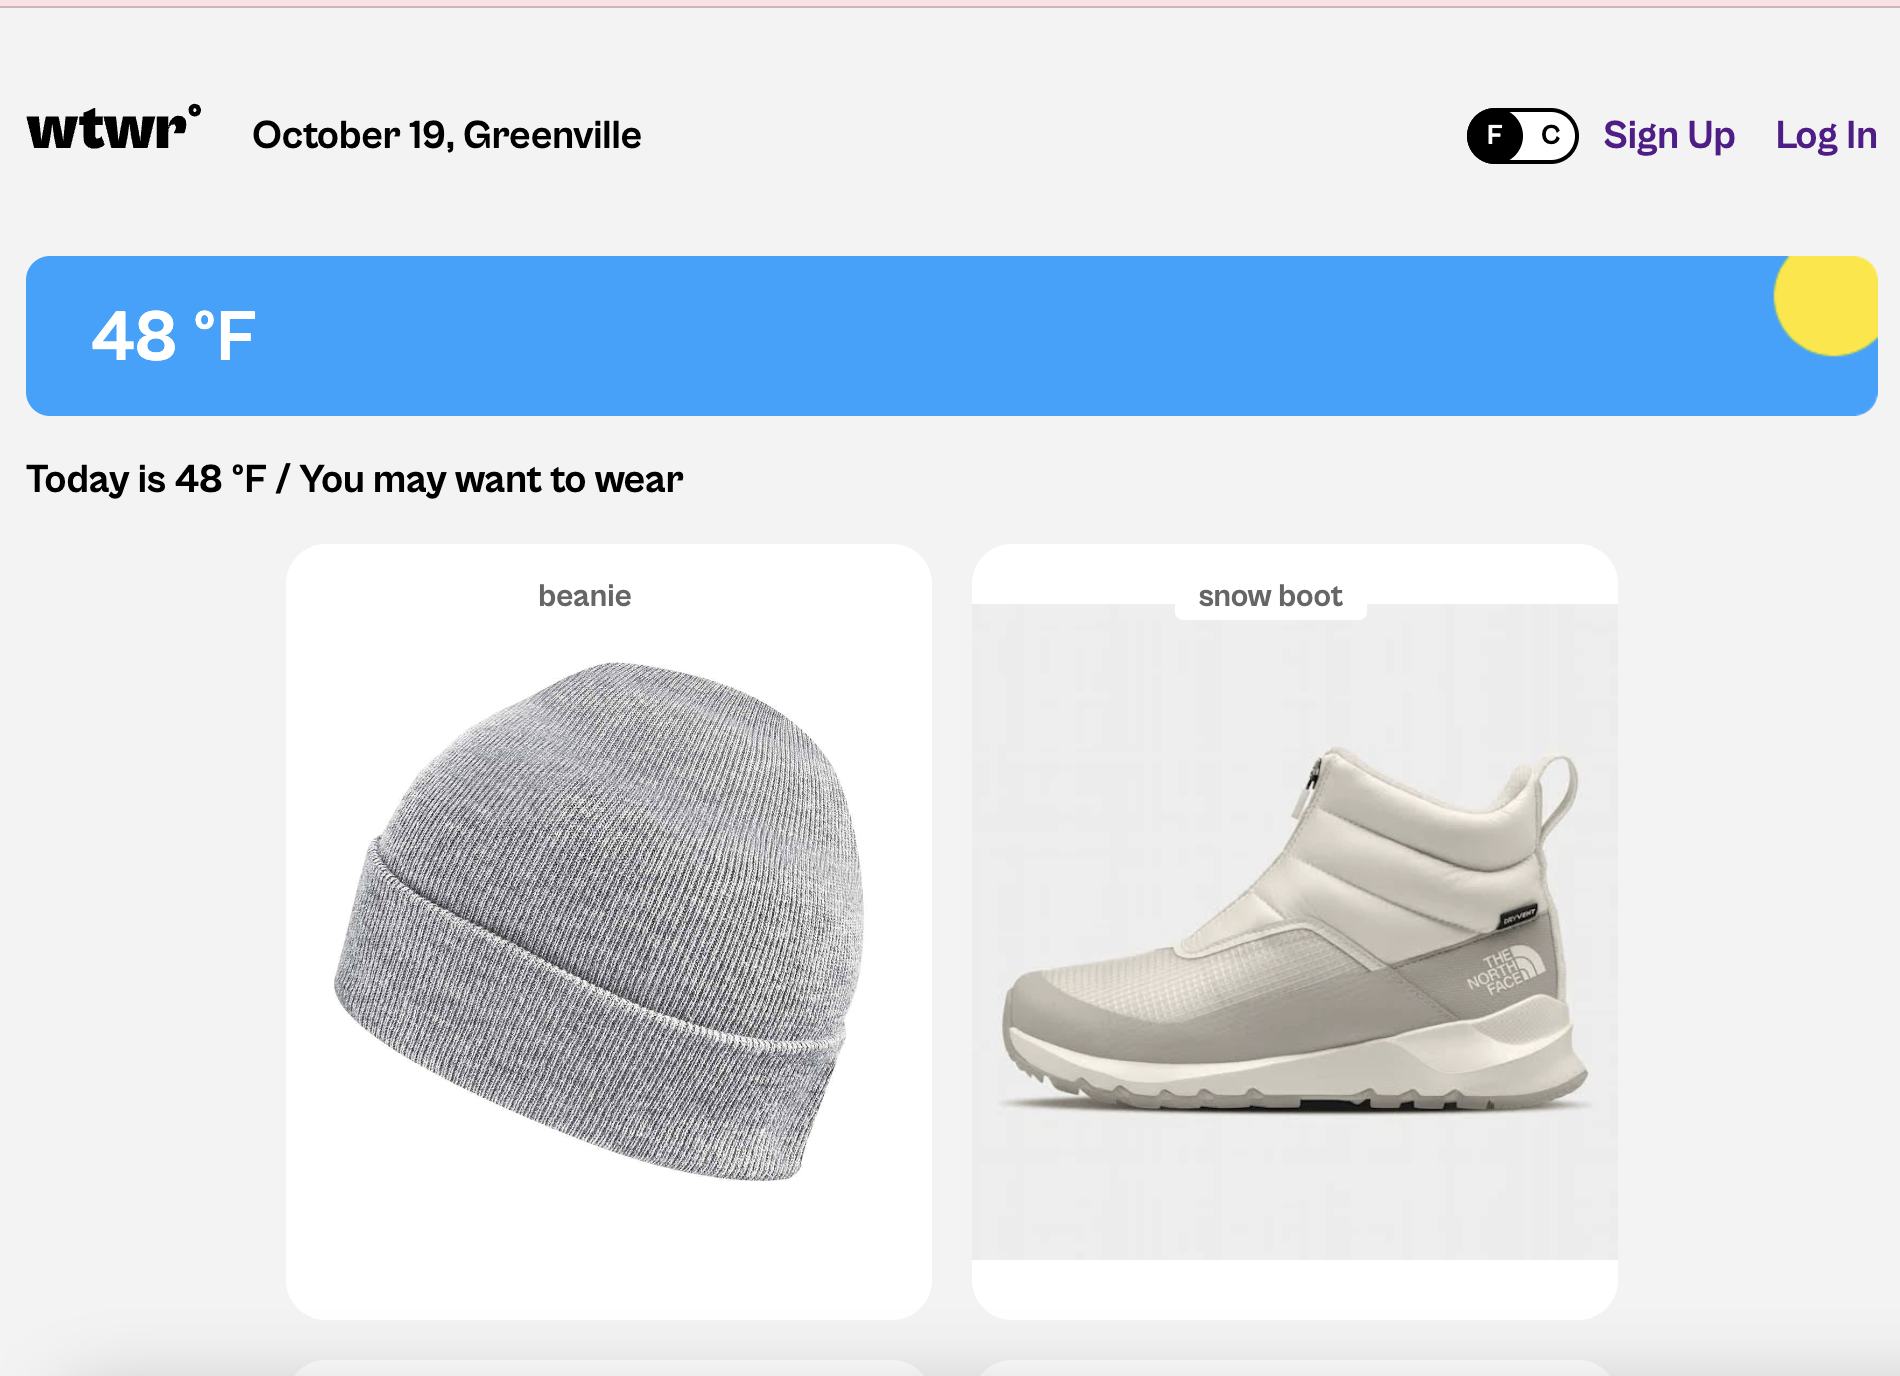 wtwr° October 19, Greenville F C Sign Up Log In
48 °F
Today is 48 °F / You may want to wear
beanie
snow boot
DRYVENT
THE
NORTH
FACE